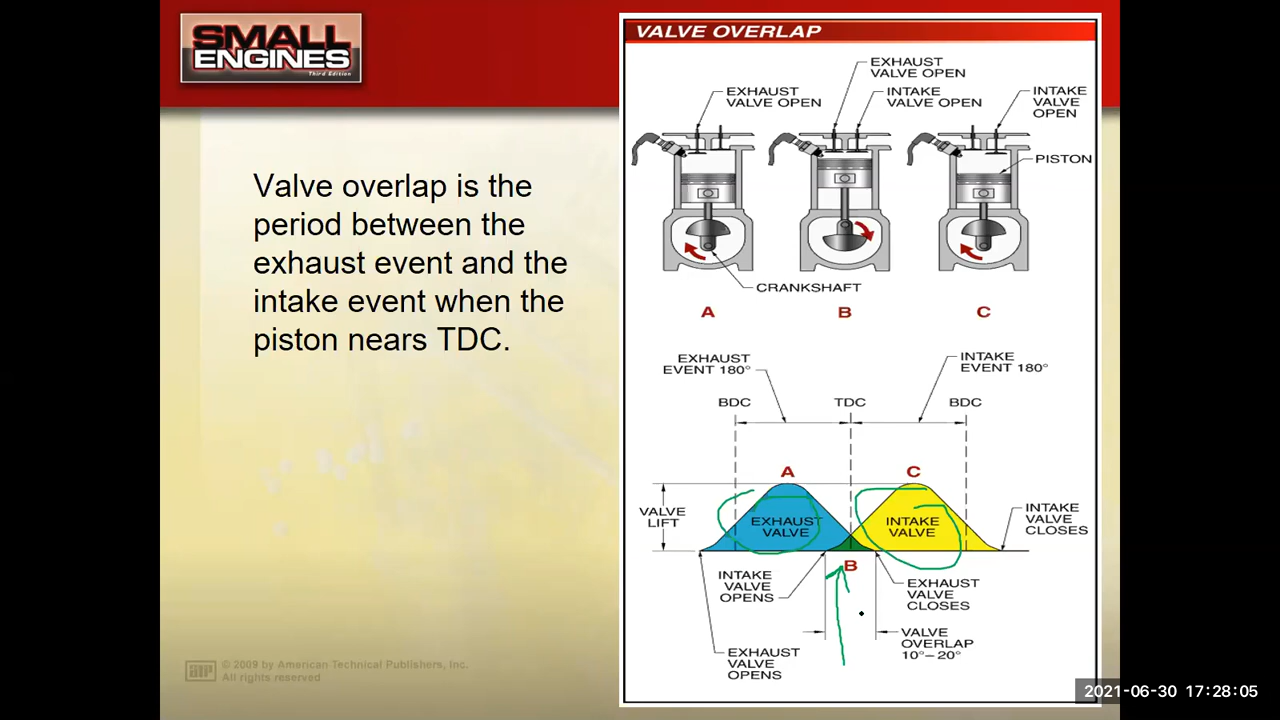 SMALL
ENGINES
Third Edition
Valve overlap is the
period between the
exhaust event and the
intake event when the
piston nears TDC.
© 2009 by American Technical Publishers, Inc.
All rights reserved
VALVE OVERLAP
EXHAUST
VALVE OPEN
EXHAUST
VALVE OPEN
INTAKE
VALVE OPEN
INTAKE
VALVE
OPEN
PISTON
CRANKSHAFT
A
B
C
EXHAUST
EVENT 180°
INTAKE
EVENT 180°
BDC
TDC
BDC
A
C
VALVE
LIFT
EXHAUST
VALVE
INTAKE
VALVE
INTAKE
VALVE
CLOSES
B
INTAKE
VALVE
OPENS
EXHAUST
VALVE
CLOSES
VALVE
OVERLAP
10°–20°
EXHAUST
VALVE
OPENS
2021-06-30 17:28:05